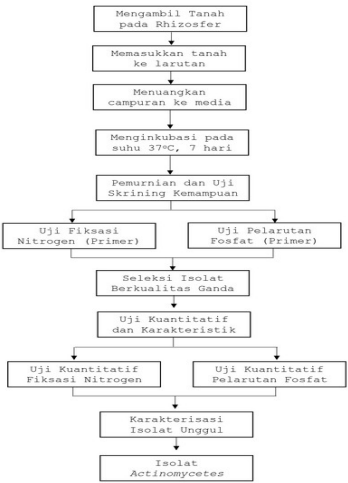 Mengambil Tanah
pada Rhizosfer
Memasukkan tanah
ke larutan
Menuangkan
campuran ke media
Menginkubasi pada
suhu 37ºC, 7 hari
Pemurnian dan Uji
Skrining Kemampuan
Uji Fiksasi
Nitrogen (Primer)
Uji Pelarutan
Fosfat (Primer)
Seleksi Isolat
Berkualitas Ganda
Uji Kuantitatif
dan Karakteristik
Uji Kuantitatif
Fiksasi Nitrogen
Uji Kuantitatif
Pelarutan Fosfat
Karakterisasi
Isolat Unggul
Isolat
Actinomycetes